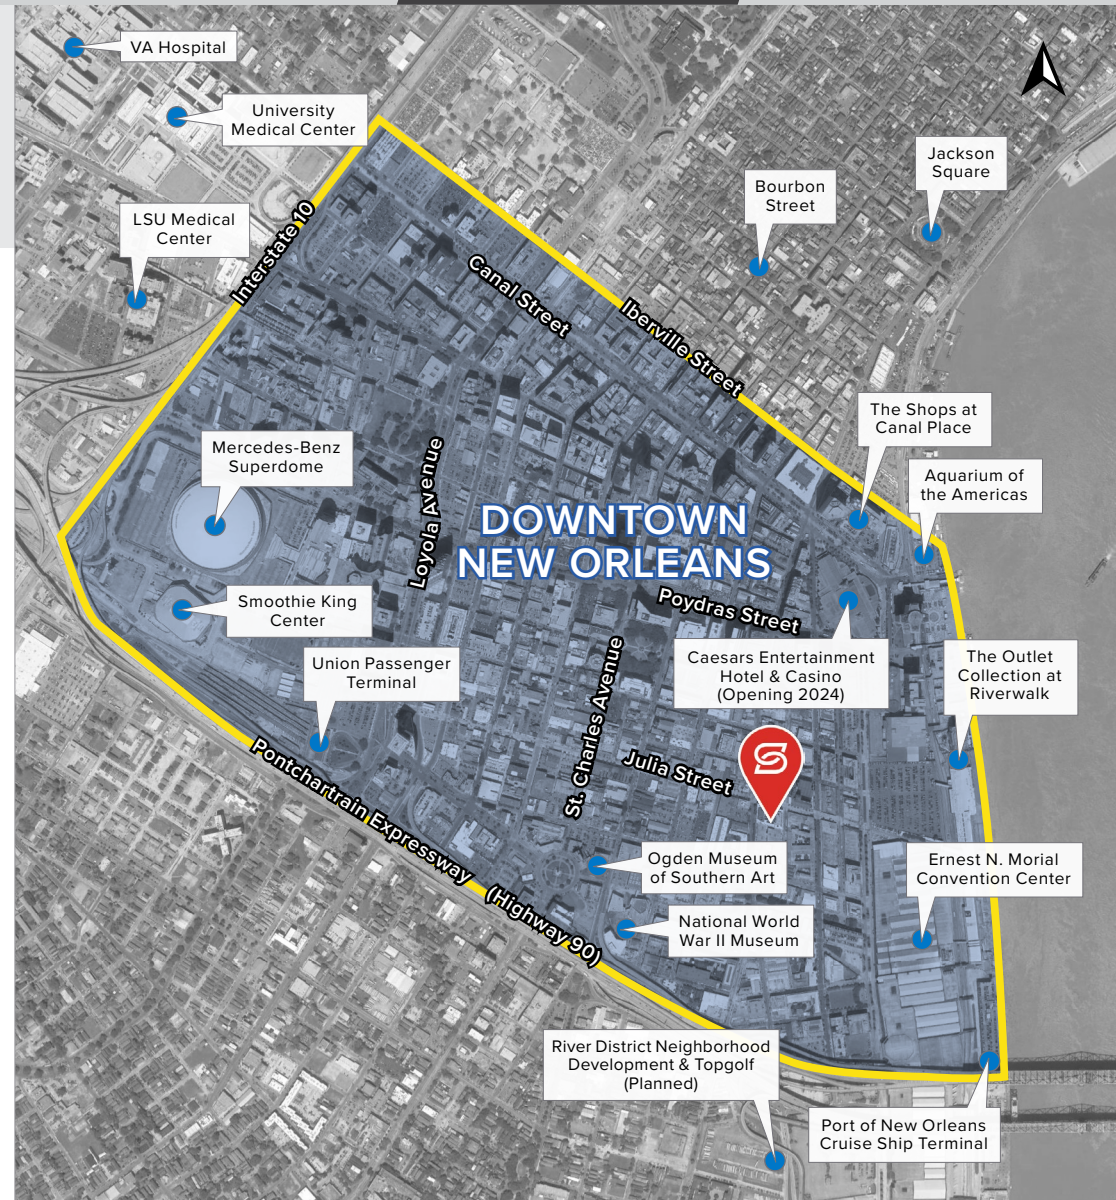 VA Hospital
University
Medical Center
Jackson
Square
Bourbon
Street
LSU Medical
Center
Interstate 10
Canal Street
Iberville Street
The Shops at
Canal Place
Mercedes-Benz
Superdome
Aquarium of
the Americas
Loyola Avenue
DOWNTOWN
NEW ORLEANS
Smoothie King
Center
Poydras Street
Union Passenger
Terminal
Caesars Entertainment
Hotel & Casino
(Opening 2024)
The Outlet
Collection at
Riverwalk
St. Charles Avenue
Julia Street
Pontchartrain Expressway (Highway 90)
Ogden Museum
of Southern Art
Ernest N. Morial
Convention Center
National World
War II Museum
River District Neighborhood
Development & Topgolf
(Planned)
Port of New Orleans
Cruise Ship Terminal